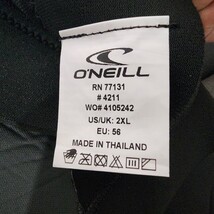 O'NEILL
RN 77131
# 4211
WO# 4105242
US/UK: 2XL
EU: 56
MADE IN THAILAND